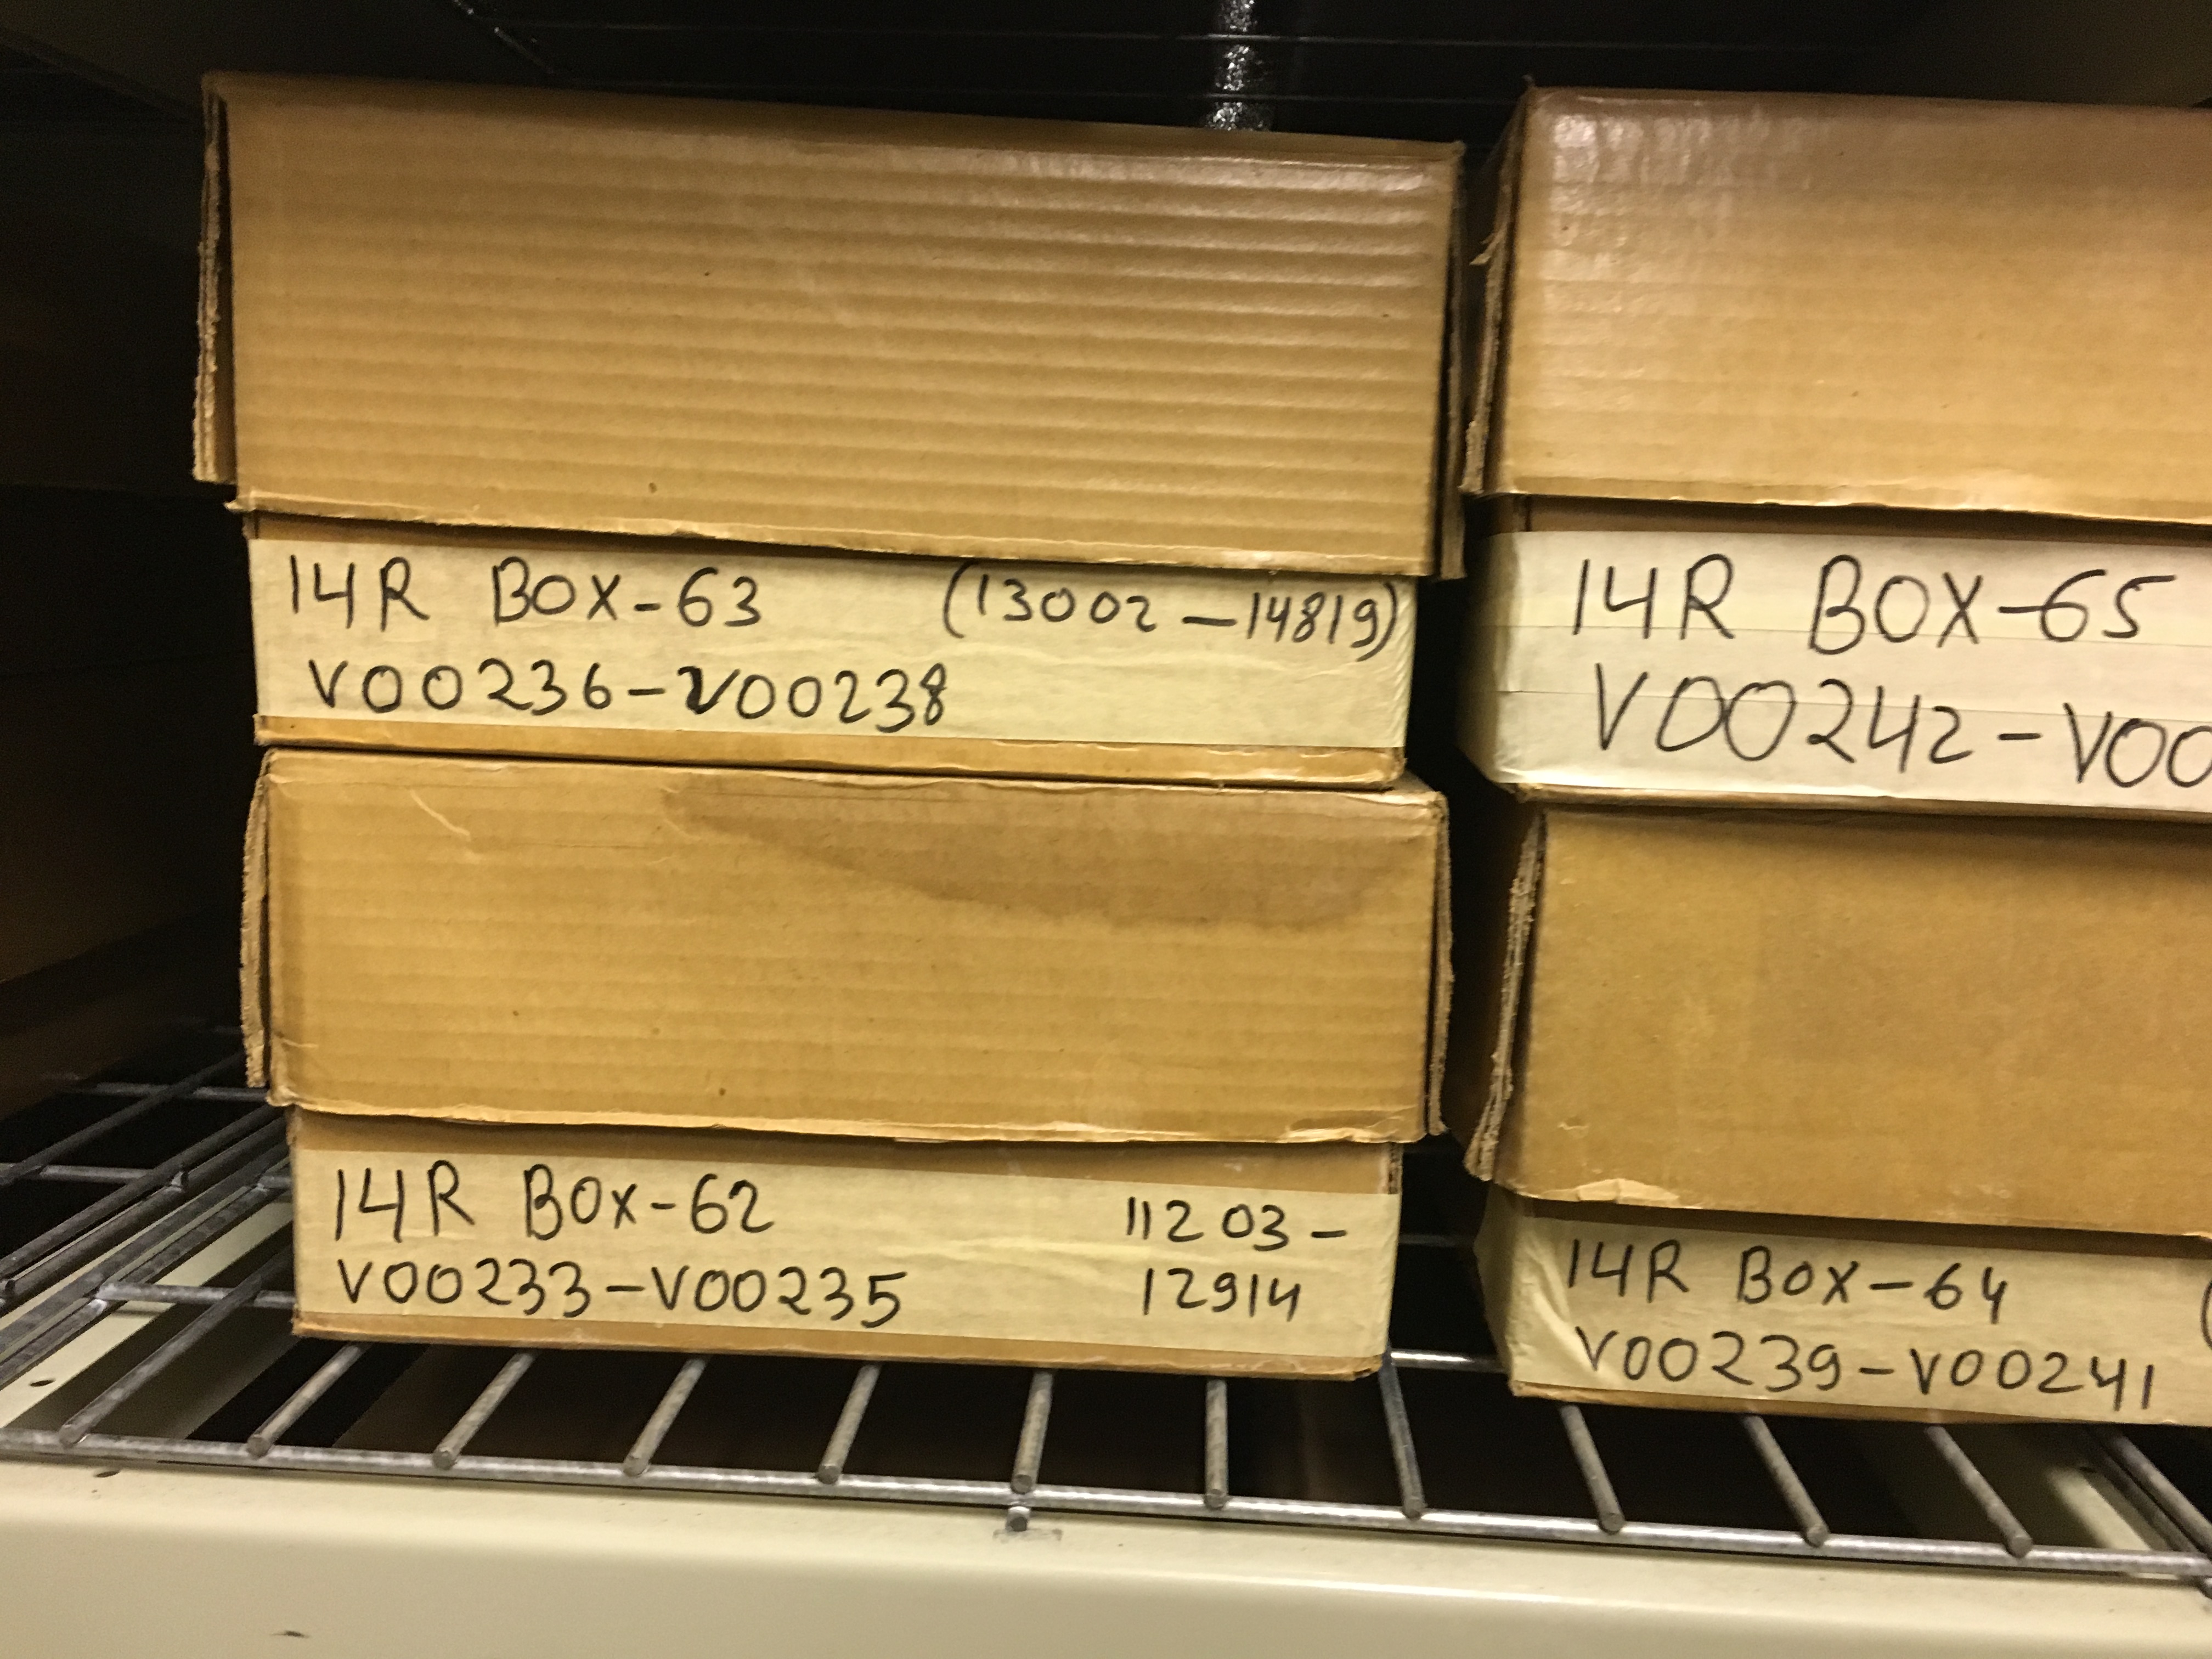 14R BOX-63 (13002-14819)
V00236-V00238
14R BOX-62 11203-
V00233-V00235 12914
14R BOX-65
V00242-V00
14R BOX-64 (
V00239-V00241